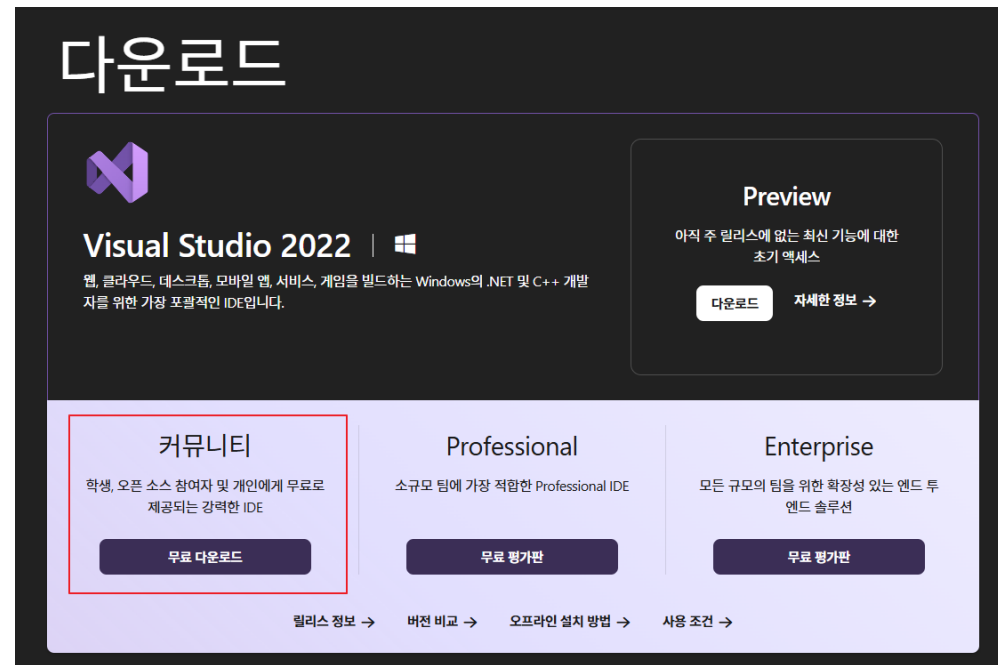 다운로드
Visual Studio 2022
웹, 클라우드, 데스크톱, 모바일 앱, 서비스, 게임을 빌드하는 Windows의 .NET 및 C++ 개발
자를 위한 가장 포괄적인 IDE입니다.
Preview
아직 주 릴리스에 없는 최신 기능에 대한
초기 액세스
다운로드
자세한 정보 →
커뮤니티
학생, 오픈 소스 참여자 및 개인에게 무료로
제공되는 강력한 IDE
무료 다운로드
Professional
소규모 팀에 가장 적합한 Professional IDE
무료 평가판
Enterprise
모든 규모의 팀을 위한 확장성 있는 엔드 투
엔드 솔루션
무료 평가판
릴리스 정보 →
버전 비교 →
오프라인 설치 방법 →
사용 조건 →